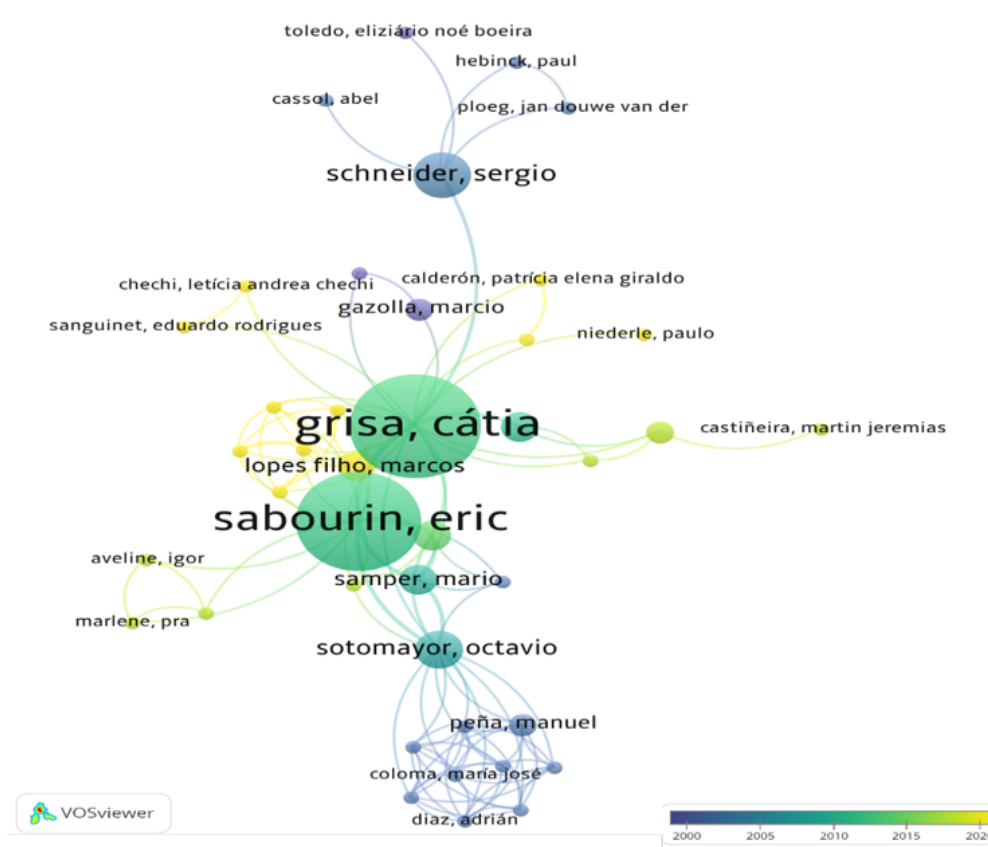 toledo, eliziário noé boeira
hebinck, paul
cassol, abel
ploeg, jan douwe van der
schneider, sergio
chechi, letícia andrea chechi
calderón, patrícia elena giraldo
gazolla, marcio
sanguinet, eduardo rodrigues
niederle, paulo
grisa, cátia
castiñeira, martin jeremias
lopes filho, marcos
sabourin, eric
aveline, igor
samper, mario
marlene, pra
sotomayor, octavio
peña, manuel
coloma, maría josé
diaz, adrián
VOSviewer
2000 2005 2010 2015